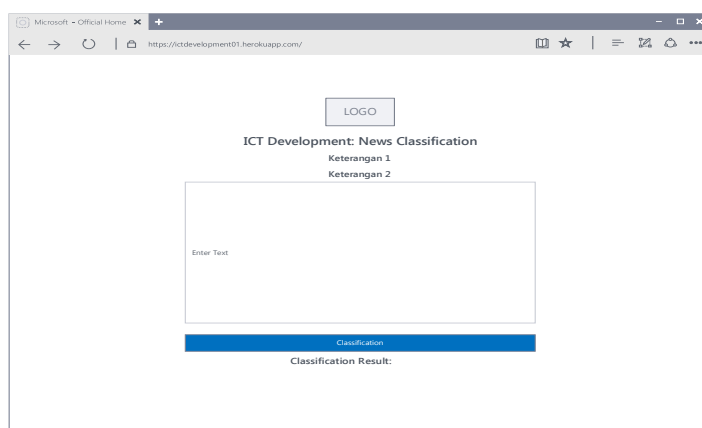 Microsoft - Official Home
https://ictdevelopment01.herokuapp.com/
LOGO
ICT Development: News Classification
Keterangan 1
Keterangan 2
Enter Text
Classification
Classification Result: